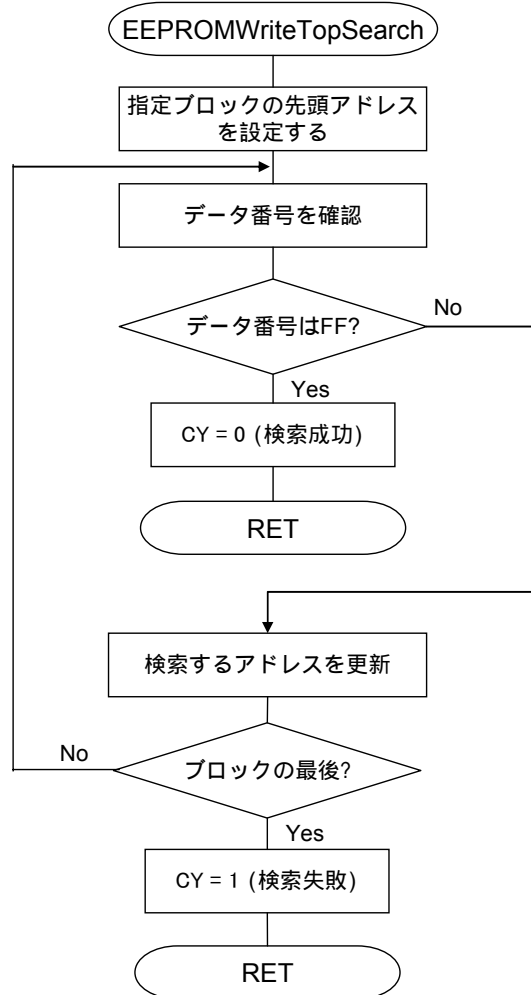 EEPROMWriteTopSearch
指定ブロックの先頭アドレス
を設定する
データ番号を確認
データ番号はFF?
No
Yes
CY = 0 (検索成功)
RET
検索するアドレスを更新
ブロックの最後?
No
Yes
CY = 1 (検索失敗)
RET